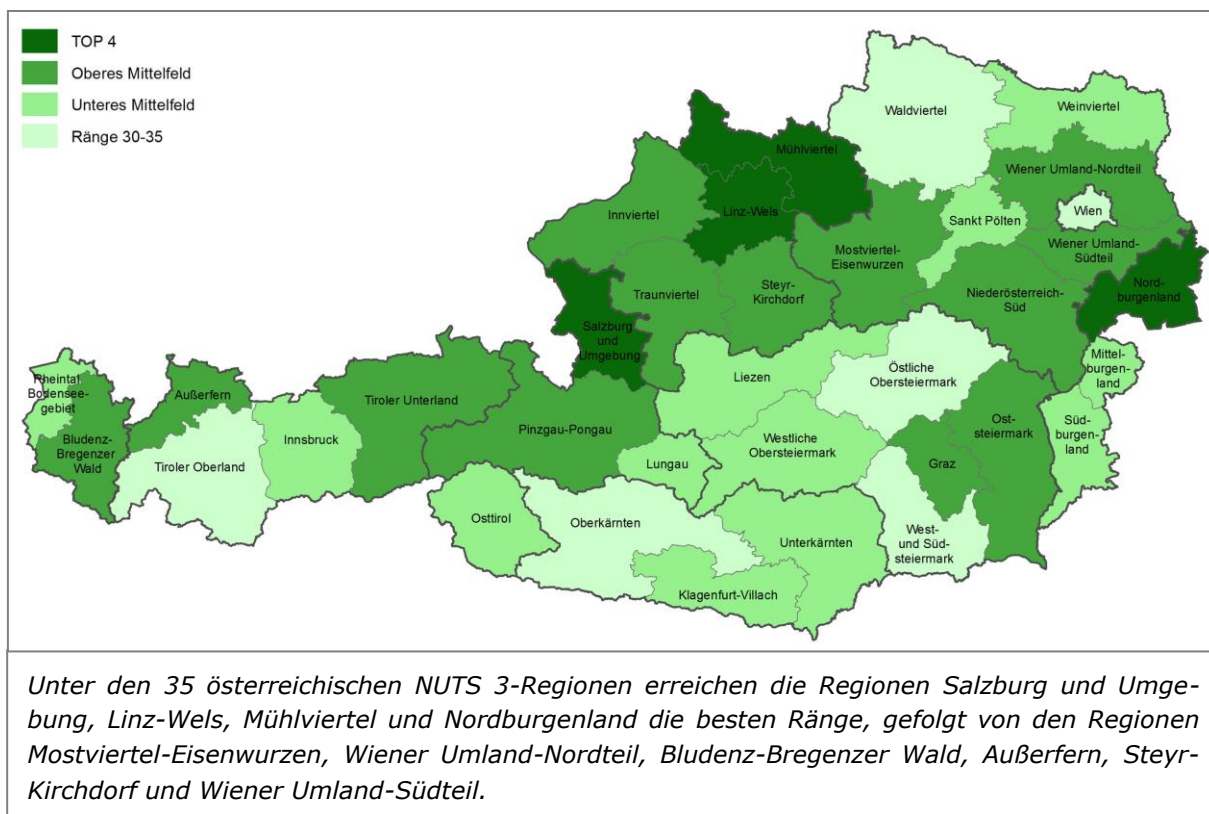 TOP 4
Oberes Mittelfeld
Unteres Mittelfeld
Ränge 30-35
Waldviertel
Weinviertel
Mühlviertel
Wiener Umland-Nordteil
Innviertel
Linz-Wels
Sankt Pölten
Wien
Mostviertel-
Eisenwurzen
Wiener Umland-
Südteil
Traunviertel
Steyr-
Kirchdorf
Niederösterreich-
Süd
Nord-
burgenland
Salzburg
und
Umgebung
Mittel-
burgen-
land
Rheintal-
Bodensee-
gebiet
Außerfern
Tiroler Unterland
Liezen
Östliche
Obersteiermark
Bludenz-
Bregenzer
Wald
Innsbruck
Pinzgau-Pongau
Ost-
steiermark
Süd-
burgen-
land
Tiroler Oberland
Lungau
Westliche
Obersteiermark
Graz
Osttirol
Oberkärnten
Unterkärnten
West-
und Süd-
steiermark
Klagenfurt-Villach
Unter den 35 österreichischen NUTS 3-Regionen erreichen die Regionen Salzburg und Umge-
bung, Linz-Wels, Mühlviertel und Nordburgenland die besten Ränge, gefolgt von den Regionen
Mostviertel-Eisenwurzen, Wiener Umland-Nordteil, Bludenz-Bregenzer Wald, Außerfern, Steyr-
Kirchdorf und Wiener Umland-Südteil.